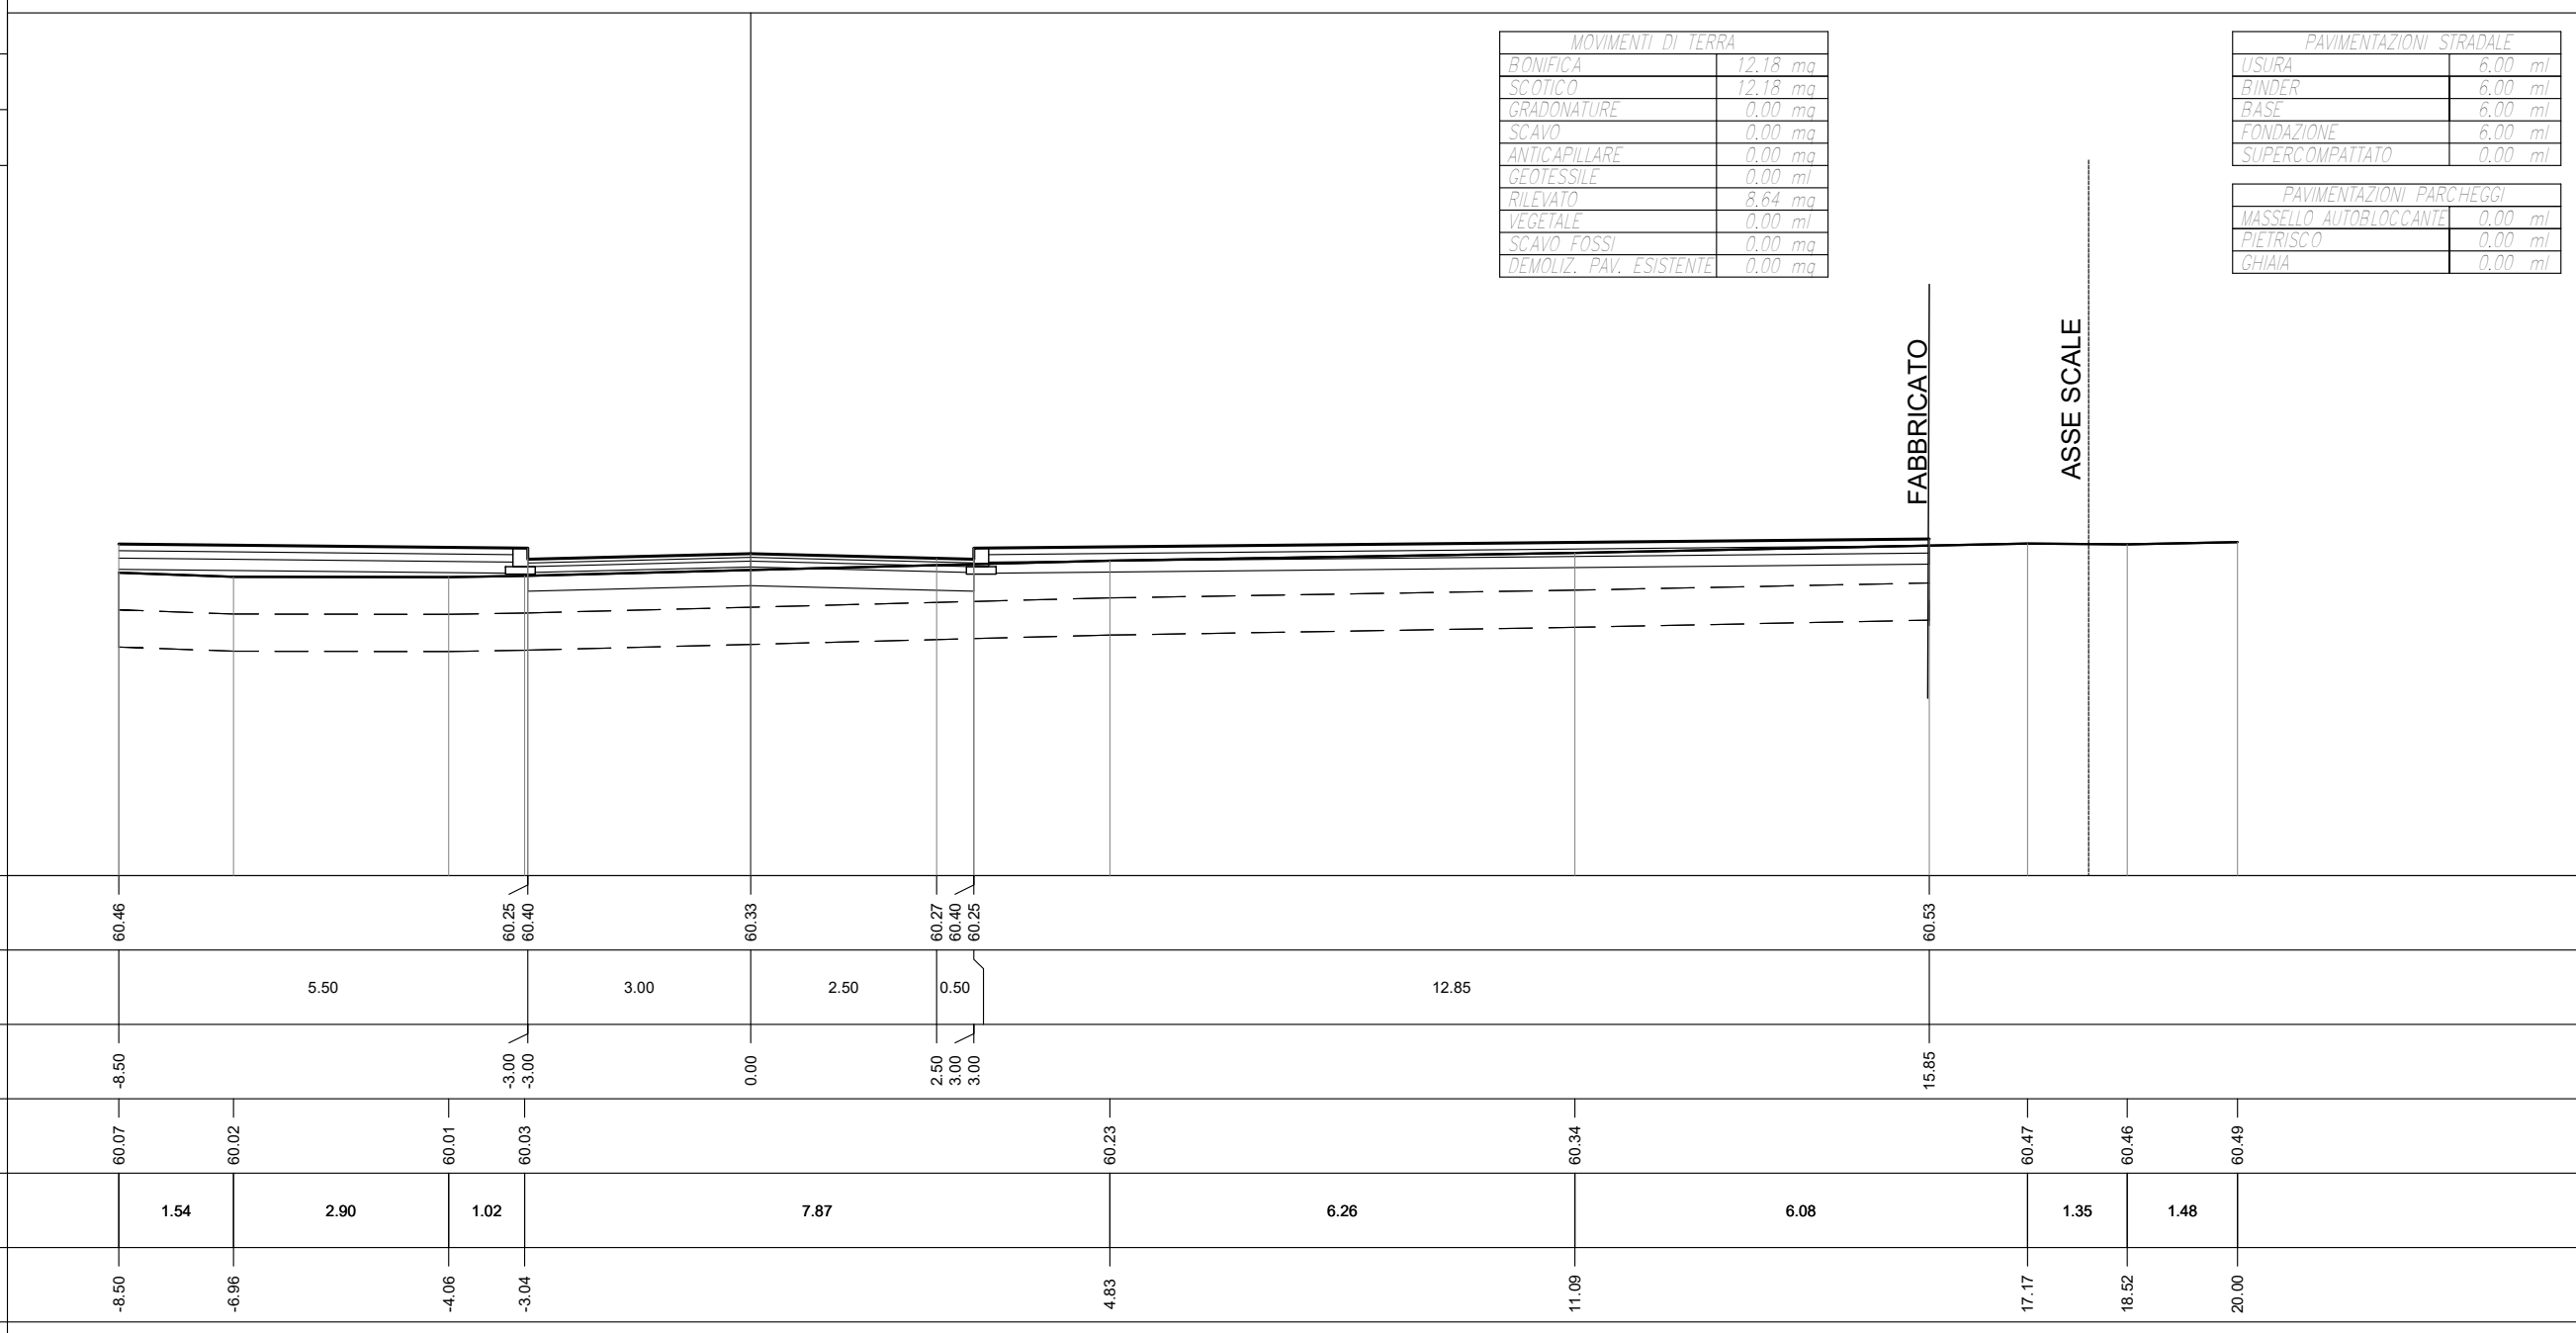 MOVIMENTI DI TERRA
BONIFICA 12.18 mq
SCOTICO 12.18 mq
GRADONATURE 0.00 mq
SCAVO 0.00 mq
ANTICAPILLARE 0.00 mq
GEOTESSILE 0.00 ml
RILEVATO 8.64 mq
VEGETALE 0.00 ml
SCAVO FOSSI 0.00 mq
DEMOLIZ. PAV. ESISTENTE 0.00 mq
PAVIMENTAZIONI STRADALE
USURA 6.00 ml
BINDER 6.00 ml
BASE 6.00 ml
FONDAZIONE 6.00 ml
SUPERCOMPATTATO 0.00 ml
PAVIMENTAZIONI PARCHEGGI
MASSELLO AUTOBLOCCANTE 0.00 ml
PIETRISCO 0.00 ml
GHIAIA 0.00 ml
FABBRICATO
ASSE SCALE
60.46 60.25 60.40 60.33 60.27 60.40 60.25 60.53
5.50 3.00 2.50 0.50 12.85
-8.50 -3.00 -3.00 0.00 2.50 3.00 3.00 15.85
60.07 60.02 60.01 60.03 60.23 60.34 60.47 60.46 60.49
1.54 2.90 1.02 7.87 6.26 6.08 1.35 1.48
-8.50 -6.96 -4.06 -3.04 4.83 11.09 17.17 18.52 20.00